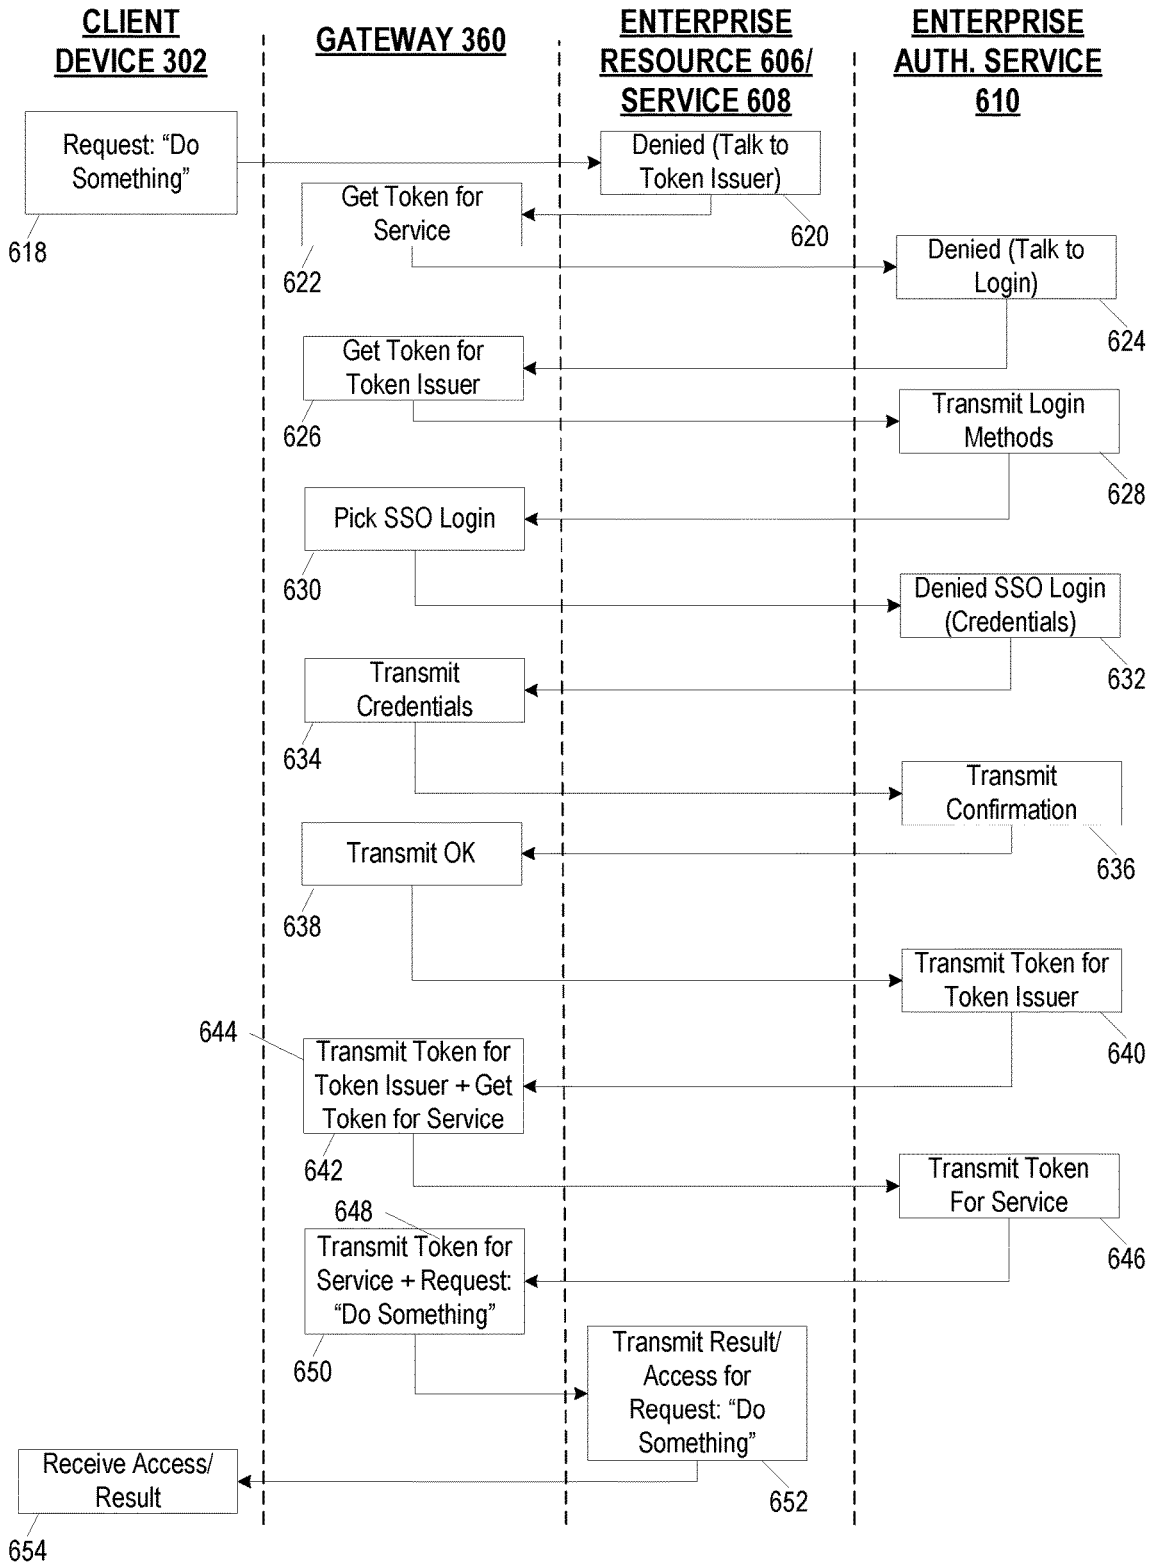 CLIENT
DEVICE 302
GATEWAY 360
ENTERPRISE
RESOURCE 606/
SERVICE 608
ENTERPRISE
AUTH. SERVICE
610
Request: “Do
Something”
618
Denied (Talk to
Token Issuer)
620
Get Token for
Service
622
Denied (Talk to
Login)
624
Get Token for
Token Issuer
626
Transmit Login
Methods
628
Pick SSO Login
630
Denied SSO Login
(Credentials)
632
Transmit
Credentials
634
Transmit
Confirmation
636
Transmit OK
638
Transmit Token for
Token Issuer
640
644
Transmit Token for
Token Issuer + Get
Token for Service
642
Transmit Token
For Service
646
648
Transmit Token for
Service + Request:
“Do Something”
650
Transmit Result/
Access for
Request: “Do
Something”
652
Receive Access/
Result
654